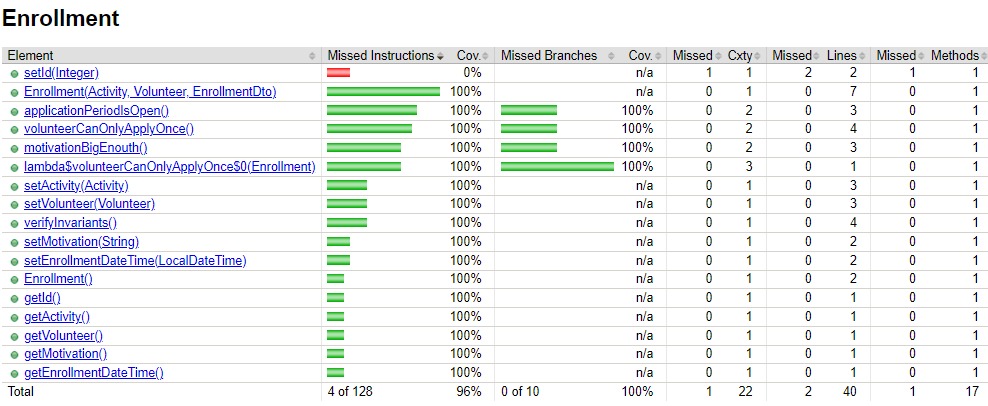 Enrollment
Element Missed Instructions Cov. Missed Branches Cov. Missed Cxty Missed Lines Missed Methods
setId(Integer) 0% n/a 1 1 2 2 1 1
Enrollment(Activity, Volunteer, EnrollmentDto) 100% n/a 0 1 0 7 0 1
applicationPeriodIsOpen() 100% 100% 0 2 0 3 0 1
volunteerCanOnlyApplyOnce() 100% 100% 0 2 0 4 0 1
motivationBigEnouth() 100% 100% 0 2 0 3 0 1
lambda$volunteerCanOnlyApplyOnce$0(Enrollment) 100% 100% 0 3 0 1 0 1
setActivity(Activity) 100% n/a 0 1 0 3 0 1
setVolunteer(Volunteer) 100% n/a 0 1 0 3 0 1
verifyInvariants() 100% n/a 0 1 0 4 0 1
setMotivation(String) 100% n/a 0 1 0 2 0 1
setEnrollmentDateTime(LocalDateTime) 100% n/a 0 1 0 2 0 1
Enrollment() 100% n/a 0 1 0 2 0 1
getId() 100% n/a 0 1 0 1 0 1
getActivity() 100% n/a 0 1 0 1 0 1
getVolunteer() 100% n/a 0 1 0 1 0 1
getMotivation() 100% n/a 0 1 0 1 0 1
getEnrollmentDateTime() 100% n/a 0 1 0 1 0 1
Total 4 of 128 96% 0 of 10 100% 1 22 2 40 1 17